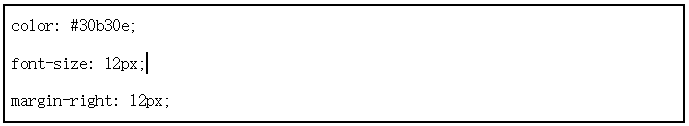 color: #30b30e;
font-size: 12px;
margin-right: 12px;